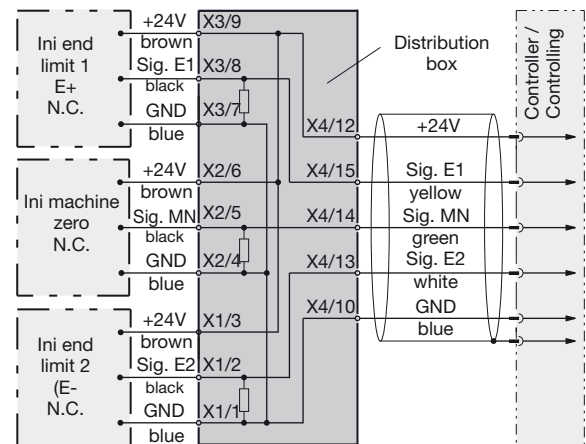 Ini end
limit 1
E+
N.C.
+24V
brown
Sig. E1
black
GND
blue
X3/9
X3/8
X3/7
Ini machine
zero
N.C.
+24V
brown
Sig. MN
black
GND
blue
X2/6
X2/5
X2/4
Ini end
limit 2
(E-
N.C.
+24V
brown
Sig. E2
black
GND
blue
X1/3
X1/2
X1/1
Distribution
box
X4/12
X4/15
X4/14
X4/13
X4/10
+24V
Sig. E1
yellow
Sig. MN
green
Sig. E2
white
GND
blue
Controller /
Controlling